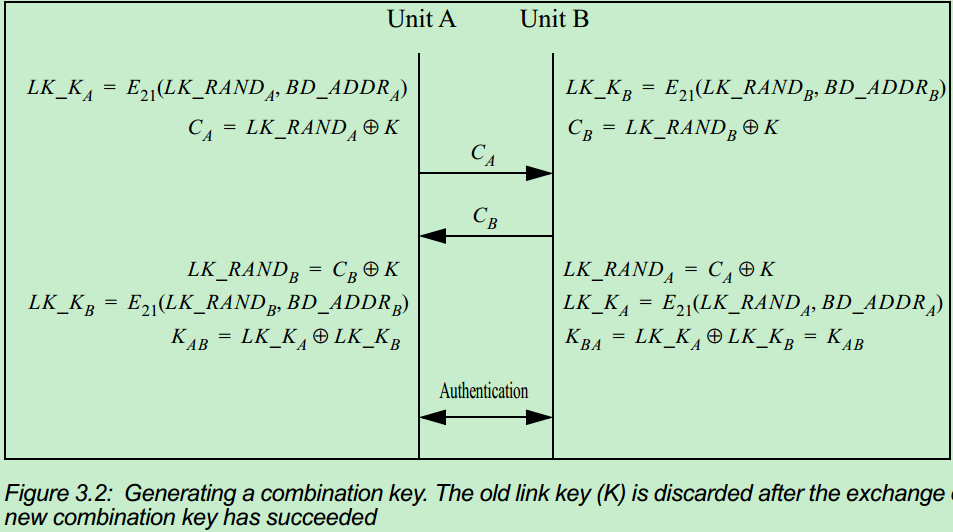 Unit A Unit B
LK_K_A = E_21(LK_RAND_A, BD_ADDR_A) LK_K_B = E_21(LK_RAND_B, BD_ADDR_B)
C_A = LK_RAND_A ⊕ K C_B = LK_RAND_B ⊕ K
C_A
C_B
LK_RAND_B = C_B ⊕ K LK_RAND_A = C_A ⊕ K
LK_K_B = E_21(LK_RAND_B, BD_ADDR_B) LK_K_A = E_21(LK_RAND_A, BD_ADDR_A)
K_AB = LK_K_A ⊕ LK_K_B K_BA = LK_K_A ⊕ LK_K_B = K_AB
Authentication
Figure 3.2: Generating a combination key. The old link key (K) is discarded after the exchange
new combination key has succeeded